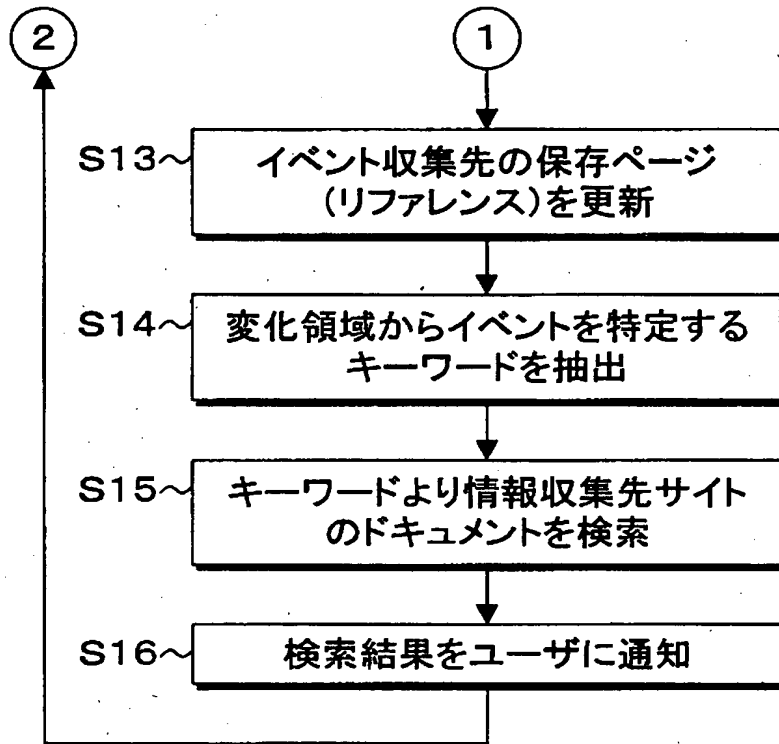 2
1
S13～
イベント収集先の保存ページ
(リファレンス)を更新
S14～
変化領域からイベントを特定する
キーワードを抽出
S15～
キーワードより情報収集先サイト
のドキュメントを検索
S16～
検索結果をユーザに通知